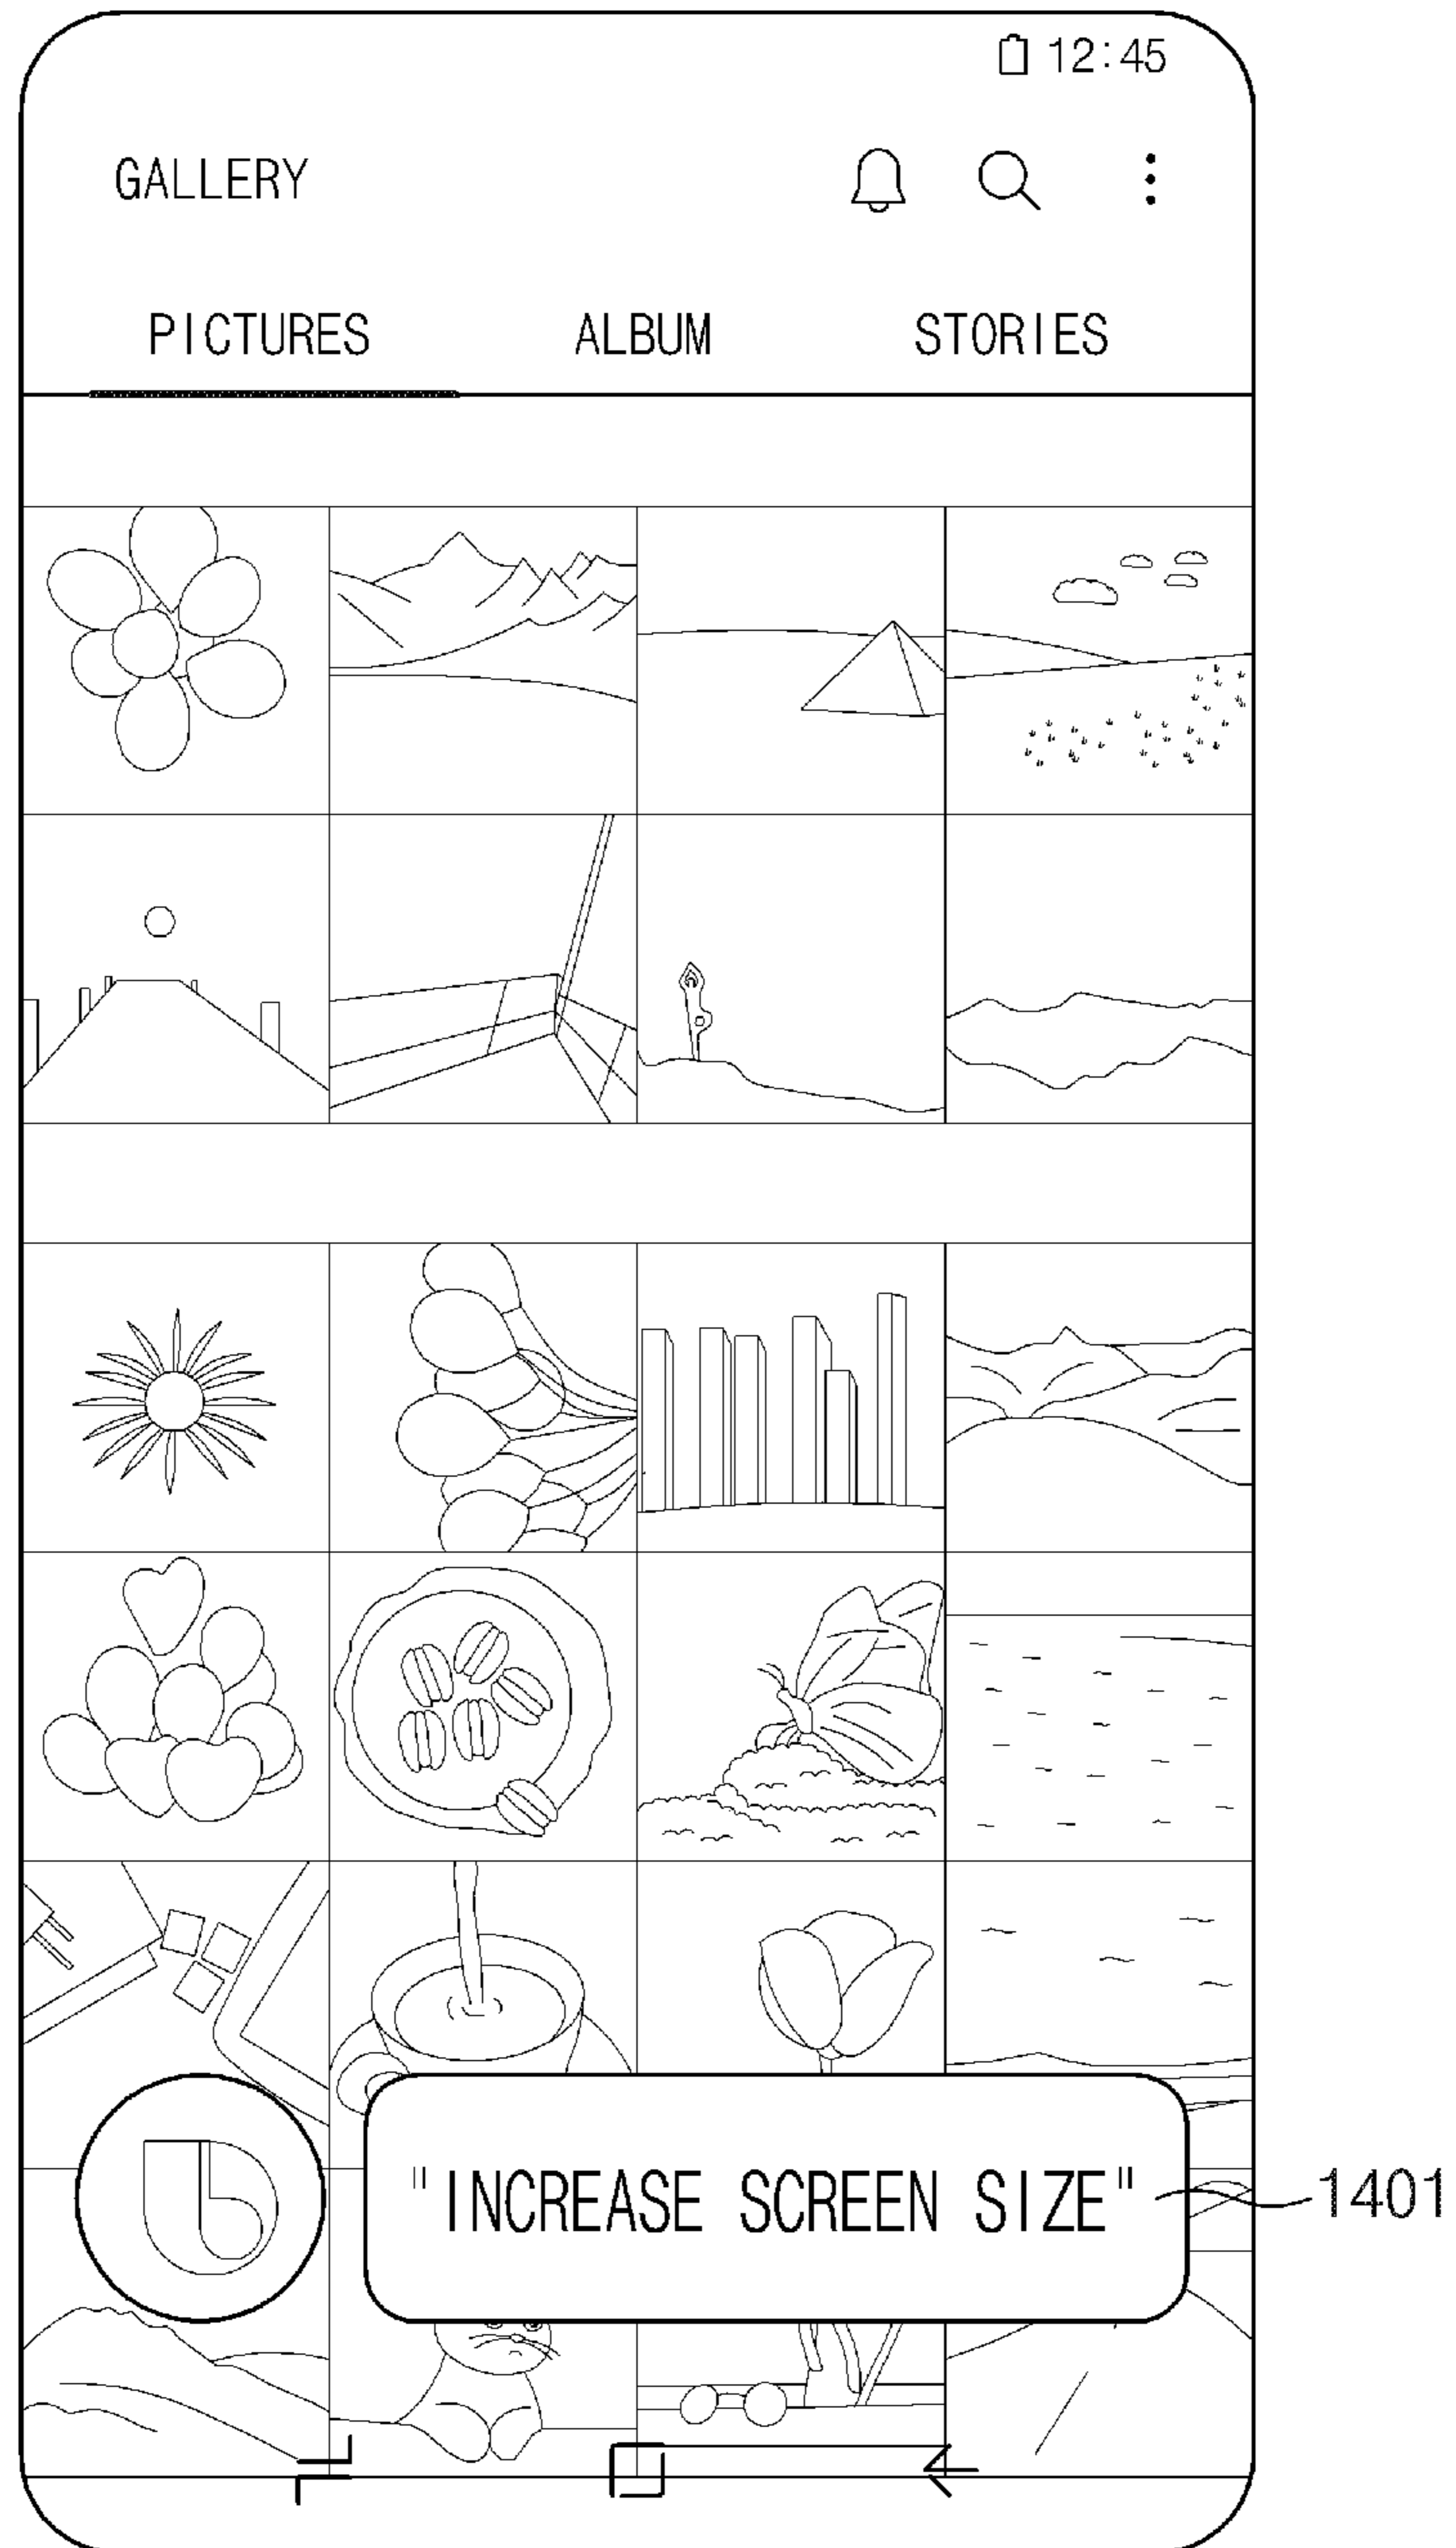 12:45
GALLERY
PICTURES ALBUM STORIES
"INCREASE SCREEN SIZE"
1401